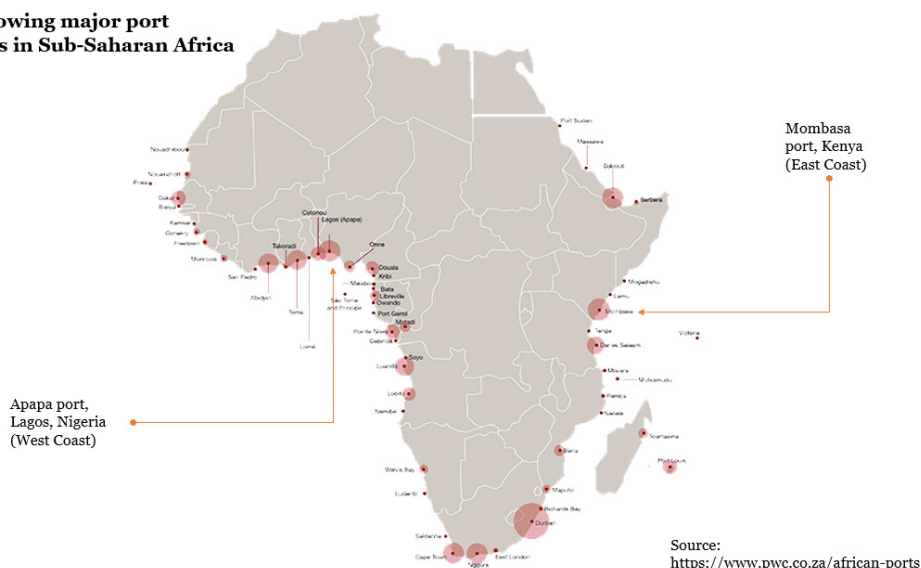 owing major port
s in Sub-Saharan Africa
Mombasa
port, Kenya
(East Coast)
Port Sudan
Massawa
Nouadhibou
Nouakchott
Praia
Dakar
Banjul
Djibouti
Berbera
Kamsar
Conakry
Freetown
Monrovia
San Pedro
Abidjan
Takoradi
Tema
Lomé
Cotonou
Lagos (Apapa)
Onne
Douala
Kribi
Malabo
Bata
Libreville
Owando
São Tome
and Principe
Port Gentil
Matadi
Pointe-Noire
Cabinda
Soyo
Luanda
Lobito
Namibe
Mogadishu
Lamu
Mombasa
Tanga
Dar es Salaam
Victoria
Mtwara
Mutsamudu
Pemba
Nacala
Toamasina
Port Louis
Beira
Maputo
Richards Bay
Durban
Walvis Bay
Luderitz
Saldanha
Cape Town
Ngqura
East London
Apapa port,
Lagos, Nigeria
(West Coast)
Source:
https://www.pwc.co.za/african-ports